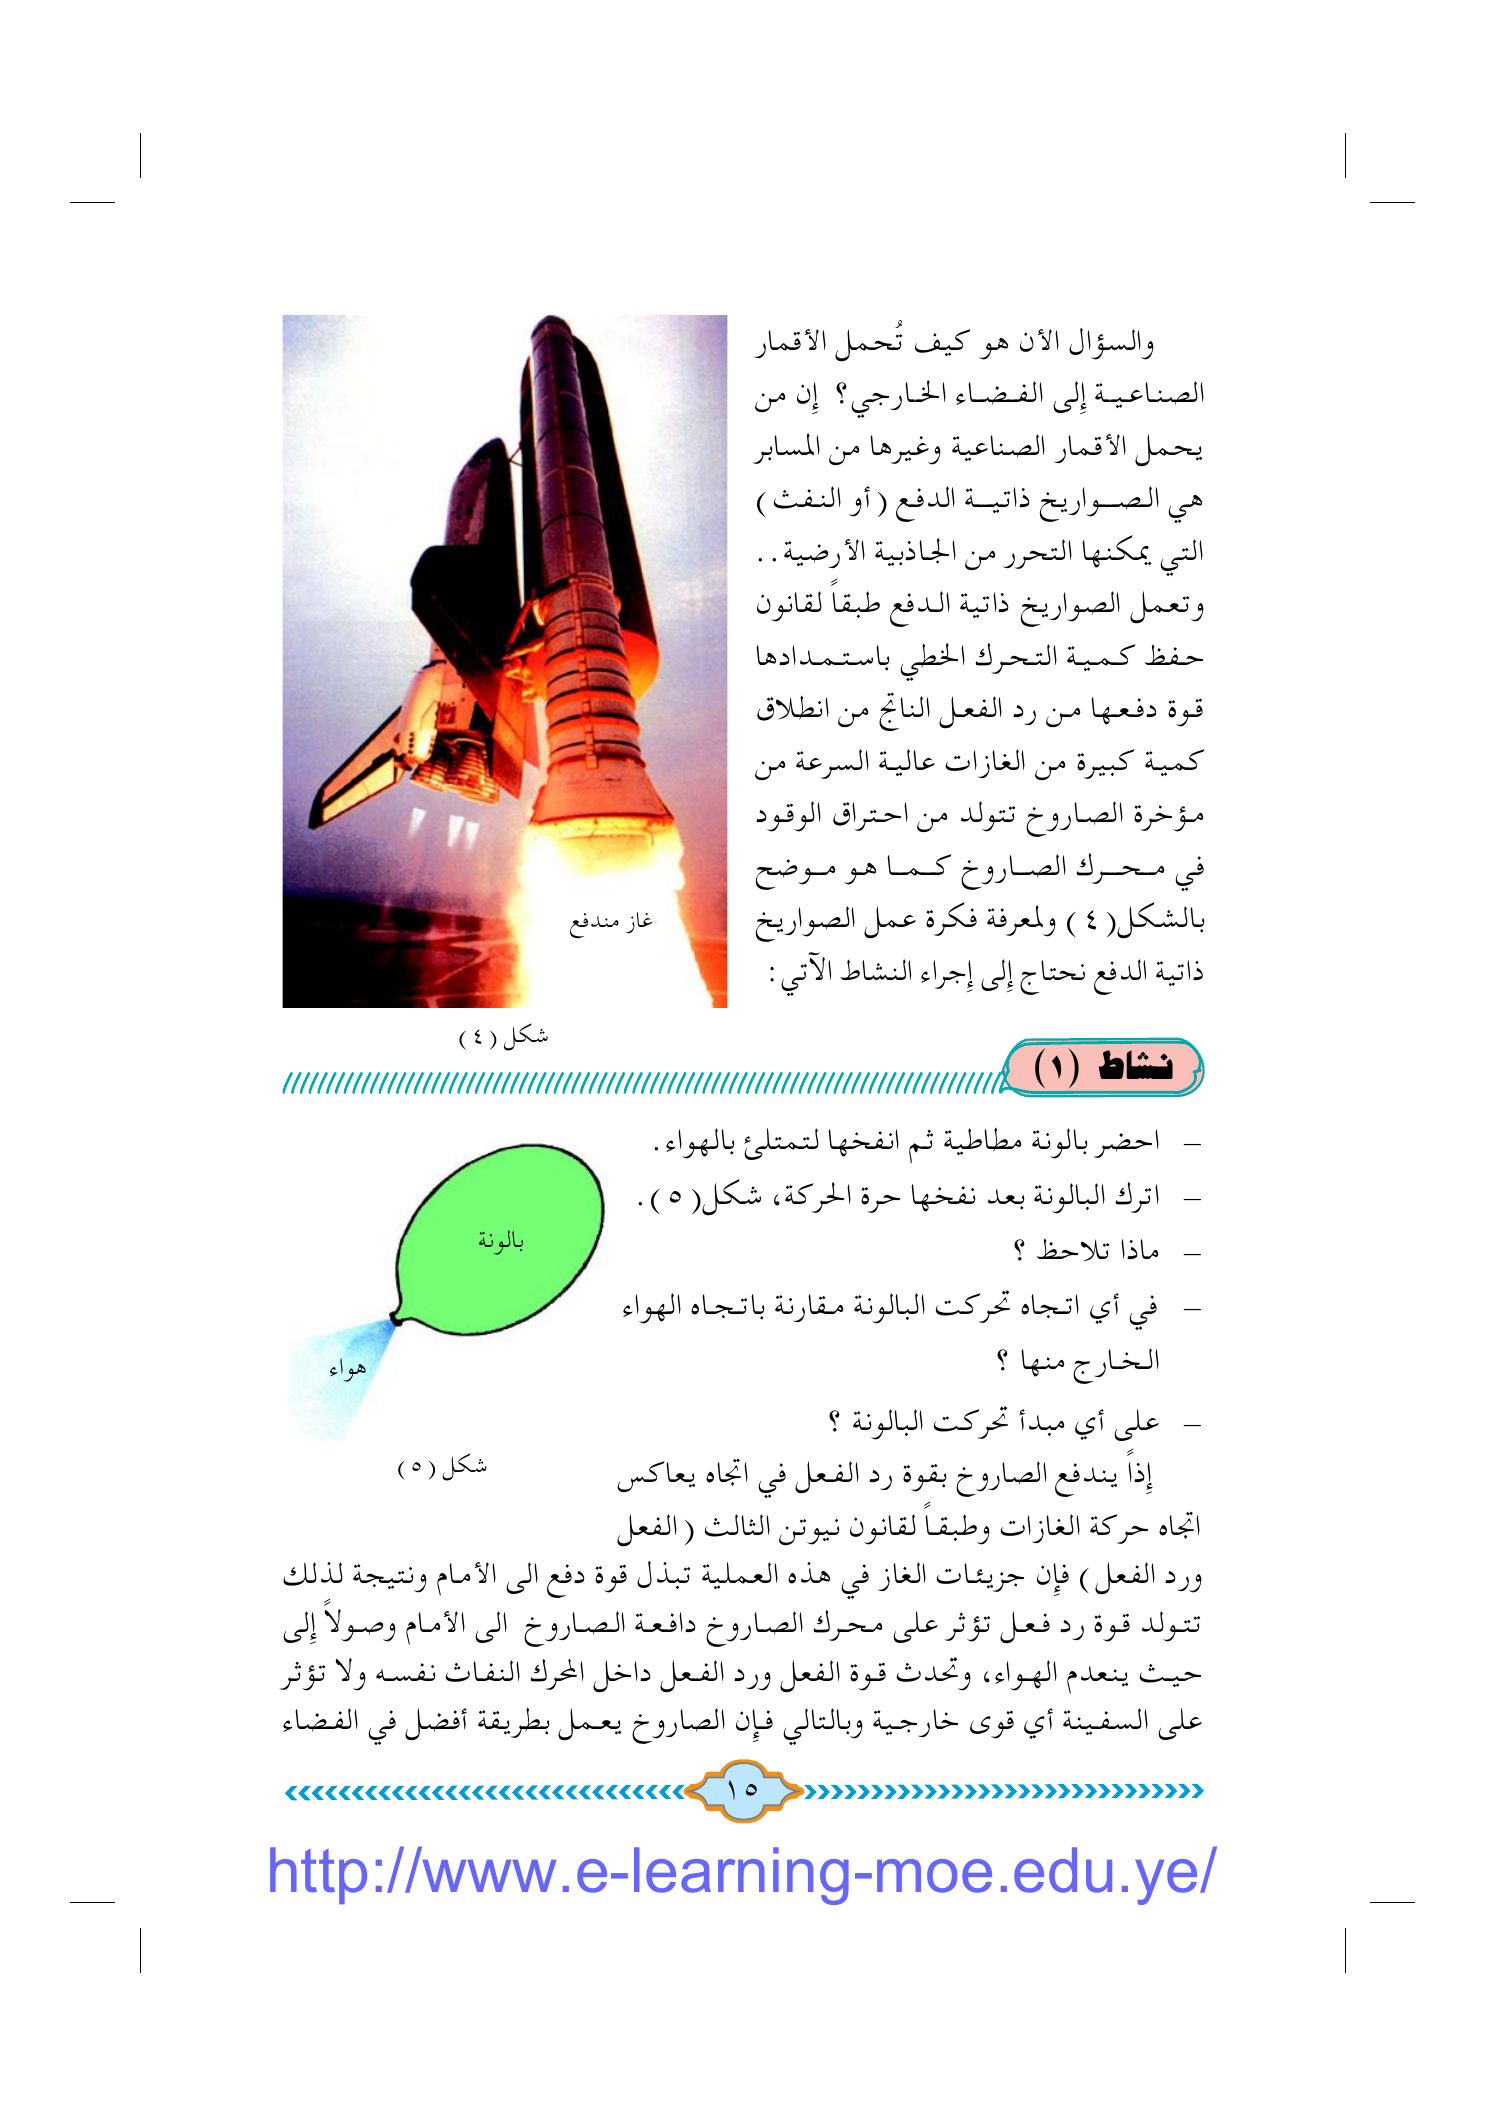 والسؤال الأن هو كيف تُحمل الأقمار
الصناعية إِلى الفضاء الخارجي؟ إِن من
يحمل الأقمار الصناعية وغيرها من المسابر
هي الصواريخ ذاتية الدفع ( أو النفث )
التي يمكنها التحرر من الجاذبية الأرضية . .
وتعمل الصواريخ ذاتية الدفع طبقاً لقانون
حفظ كمية التحرك الخطي باستمدادها
قوة دفعها من رد الفعل الناتج من انطلاق
كمية كبيرة من الغازات عالية السرعة من
مؤخرة الصاروخ تتولد من احتراق الوقود
في محرك الصاروخ كما هو موضح
بالشكل( ٤ ) ولمعرفة فكرة عمل الصواريخ
ذاتية الدفع نحتاج إِلى إِجراء النشاط الآتي :
غاز مندفع
شكل ( ٤ )
نشاط (١)
– احضر بالونة مطاطية ثم انفخها لتمتلئ بالهواء .
– اترك البالونة بعد نفخها حرة الحركة، شكل( ٥ ) .
– ماذا تلاحظ ؟
– في أي اتجاه تحركت البالونة مقارنة باتجاه الهواء
الخارج منها ؟
– على أي مبدأ تحركت البالونة ؟
بالونة
هواء
شكل ( ٥ )
إِذاً يندفع الصاروخ بقوة رد الفعل في اتجاه يعاكس
اتجاه حركة الغازات وطبقاً لقانون نيوتن الثالث ( الفعل
ورد الفعل ) فإِن جزيئات الغاز في هذه العملية تبذل قوة دفع الى الأمام ونتيجة لذلك
تتولد قوة رد فعل تؤثر على محرك الصاروخ دافعة الصاروخ الى الأمام وصولاً إِلى
حيث ينعدم الهواء، وتحدث قوة الفعل ورد الفعل داخل المحرك النفاث نفسه ولا تؤثر
على السفينة أي قوى خارجية وبالتالي فإِن الصاروخ يعمل بطريقة أفضل في الفضاء
١٥
http://www.e-learning-moe.edu.ye/